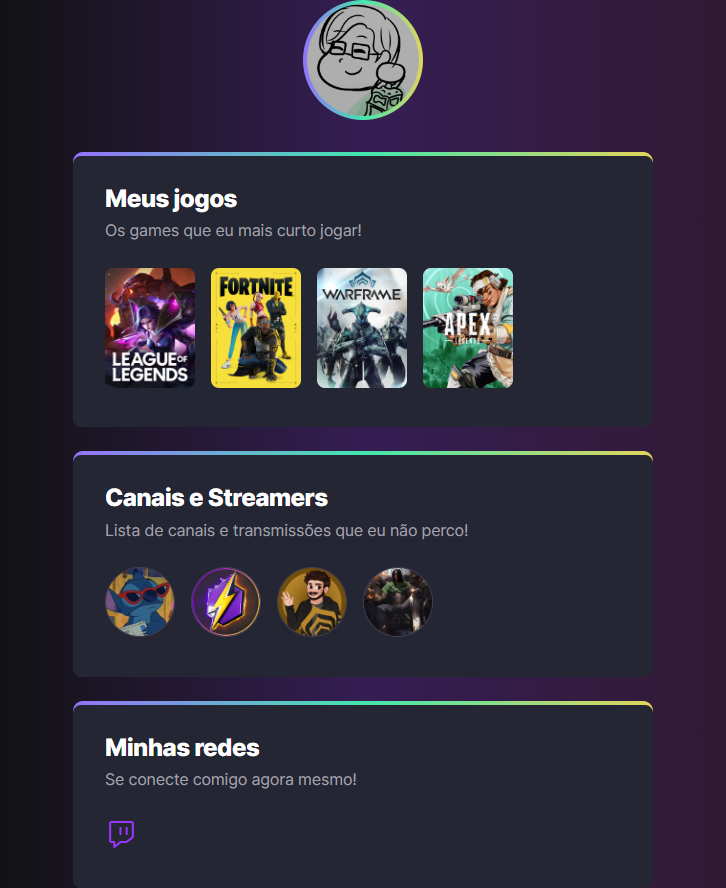 Meus jogos
Os games que eu mais curto jogar!
LEAGUE OF
LEGENDS
FORTNITE
WARFRAME
APEX
LEGENDS
Canais e Streamers
Lista de canais e transmissões que eu não perco!
Minhas redes
Se conecte comigo agora mesmo!